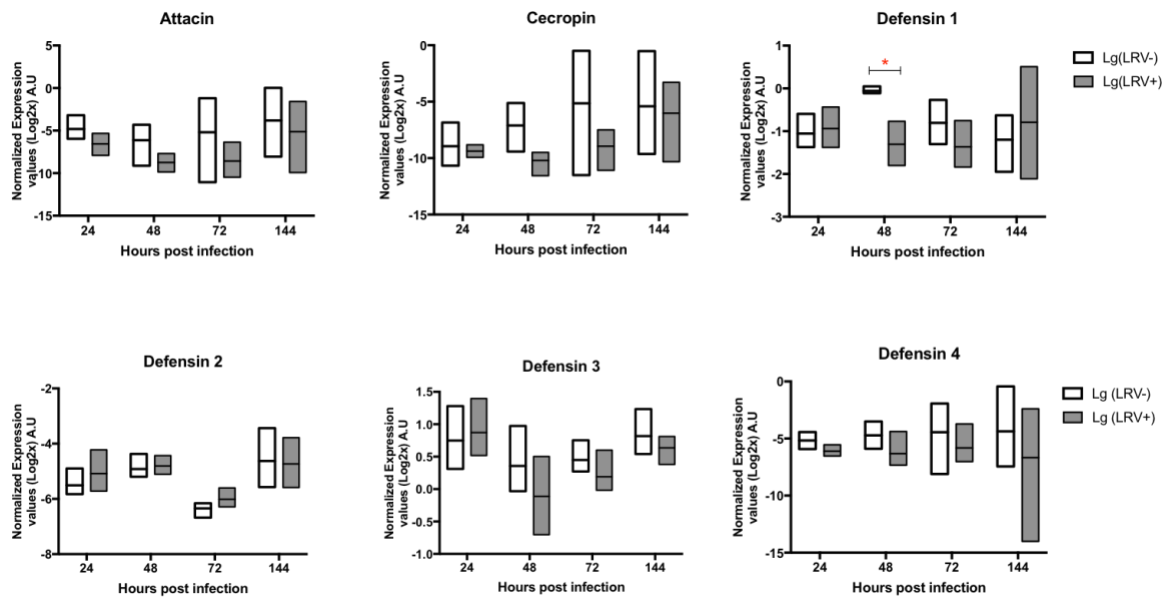 Attacin
Normalized Expression
values (Log2x) A.U
5
0
-5
-10
-15
24 48 72 144
Hours post infection
Cecropin
Normalized Expression
values (Log2x) A.U
0
-5
-10
-15
24 48 72 144
Hours post infection
Defensin 1
Normalized Expression
values (Log2x) A.U
1
0
-1
-2
-3
*
24 48 72 144
Hours post infection
Lg(LRV-)
Lg(LRV+)
Defensin 2
Normalized Expression
values (Log2x) A.U
-2
-4
-6
-8
24 48 72 144
Hours post infection
Defensin 3
Normalized Expression
values (Log2x) A.U
1.5
1.0
0.5
0.0
-0.5
-1.0
24 48 72 144
Hours post infection
Defensin 4
Normalized Expression
values (Log2x) A.U
0
-5
-10
-15
24 48 72 144
Hours post infection
Lg (LRV-)
Lg (LRV+)